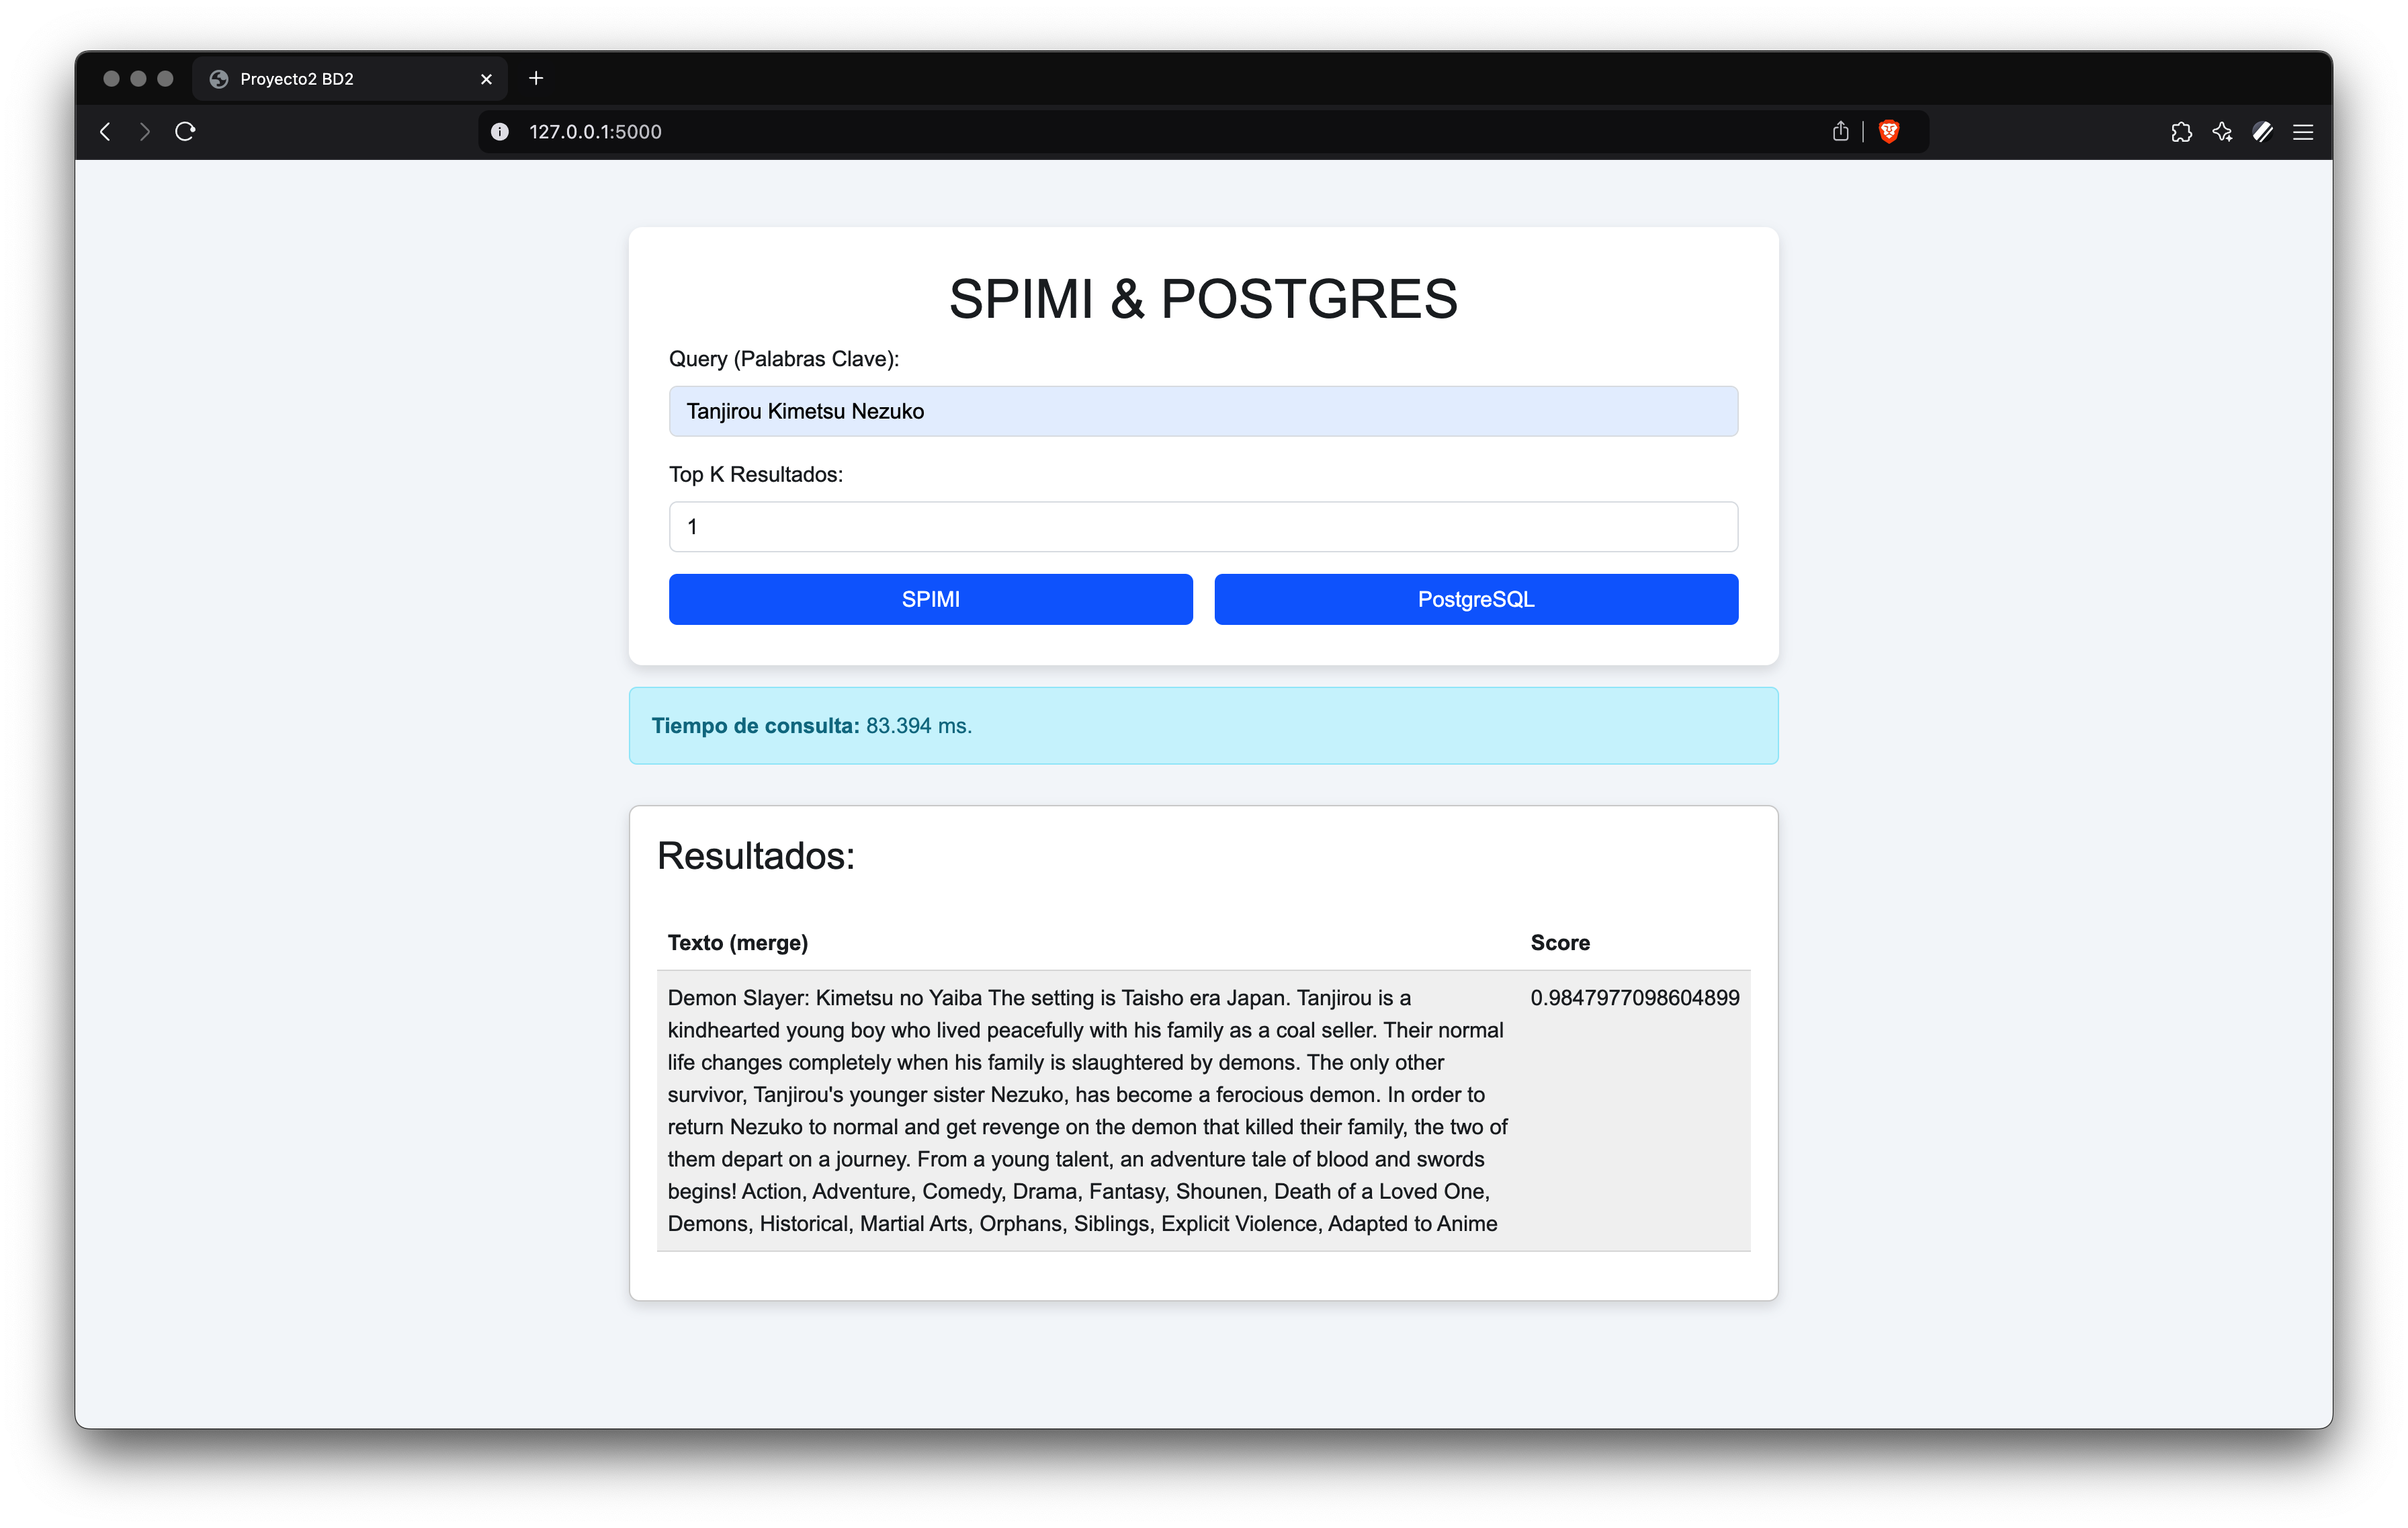 Proyecto2 BD2
127.0.0.1:5000
SPIMI & POSTGRES
Query (Palabras Clave):
Tanjirou Kimetsu Nezuko
Top K Resultados:
1
SPIMI PostgreSQL
Tiempo de consulta: 83.394 ms.
Resultados:
Texto (merge) Score
Demon Slayer: Kimetsu no Yaiba The setting is Taisho era Japan. Tanjirou is a 0.9847977098604899
kindhearted young boy who lived peacefully with his family as a coal seller. Their normal
life changes completely when his family is slaughtered by demons. The only other
survivor, Tanjirou's younger sister Nezuko, has become a ferocious demon. In order to
return Nezuko to normal and get revenge on the demon that killed their family, the two of
them depart on a journey. From a young talent, an adventure tale of blood and swords
begins! Action, Adventure, Comedy, Drama, Fantasy, Shounen, Death of a Loved One,
Demons, Historical, Martial Arts, Orphans, Siblings, Explicit Violence, Adapted to Anime